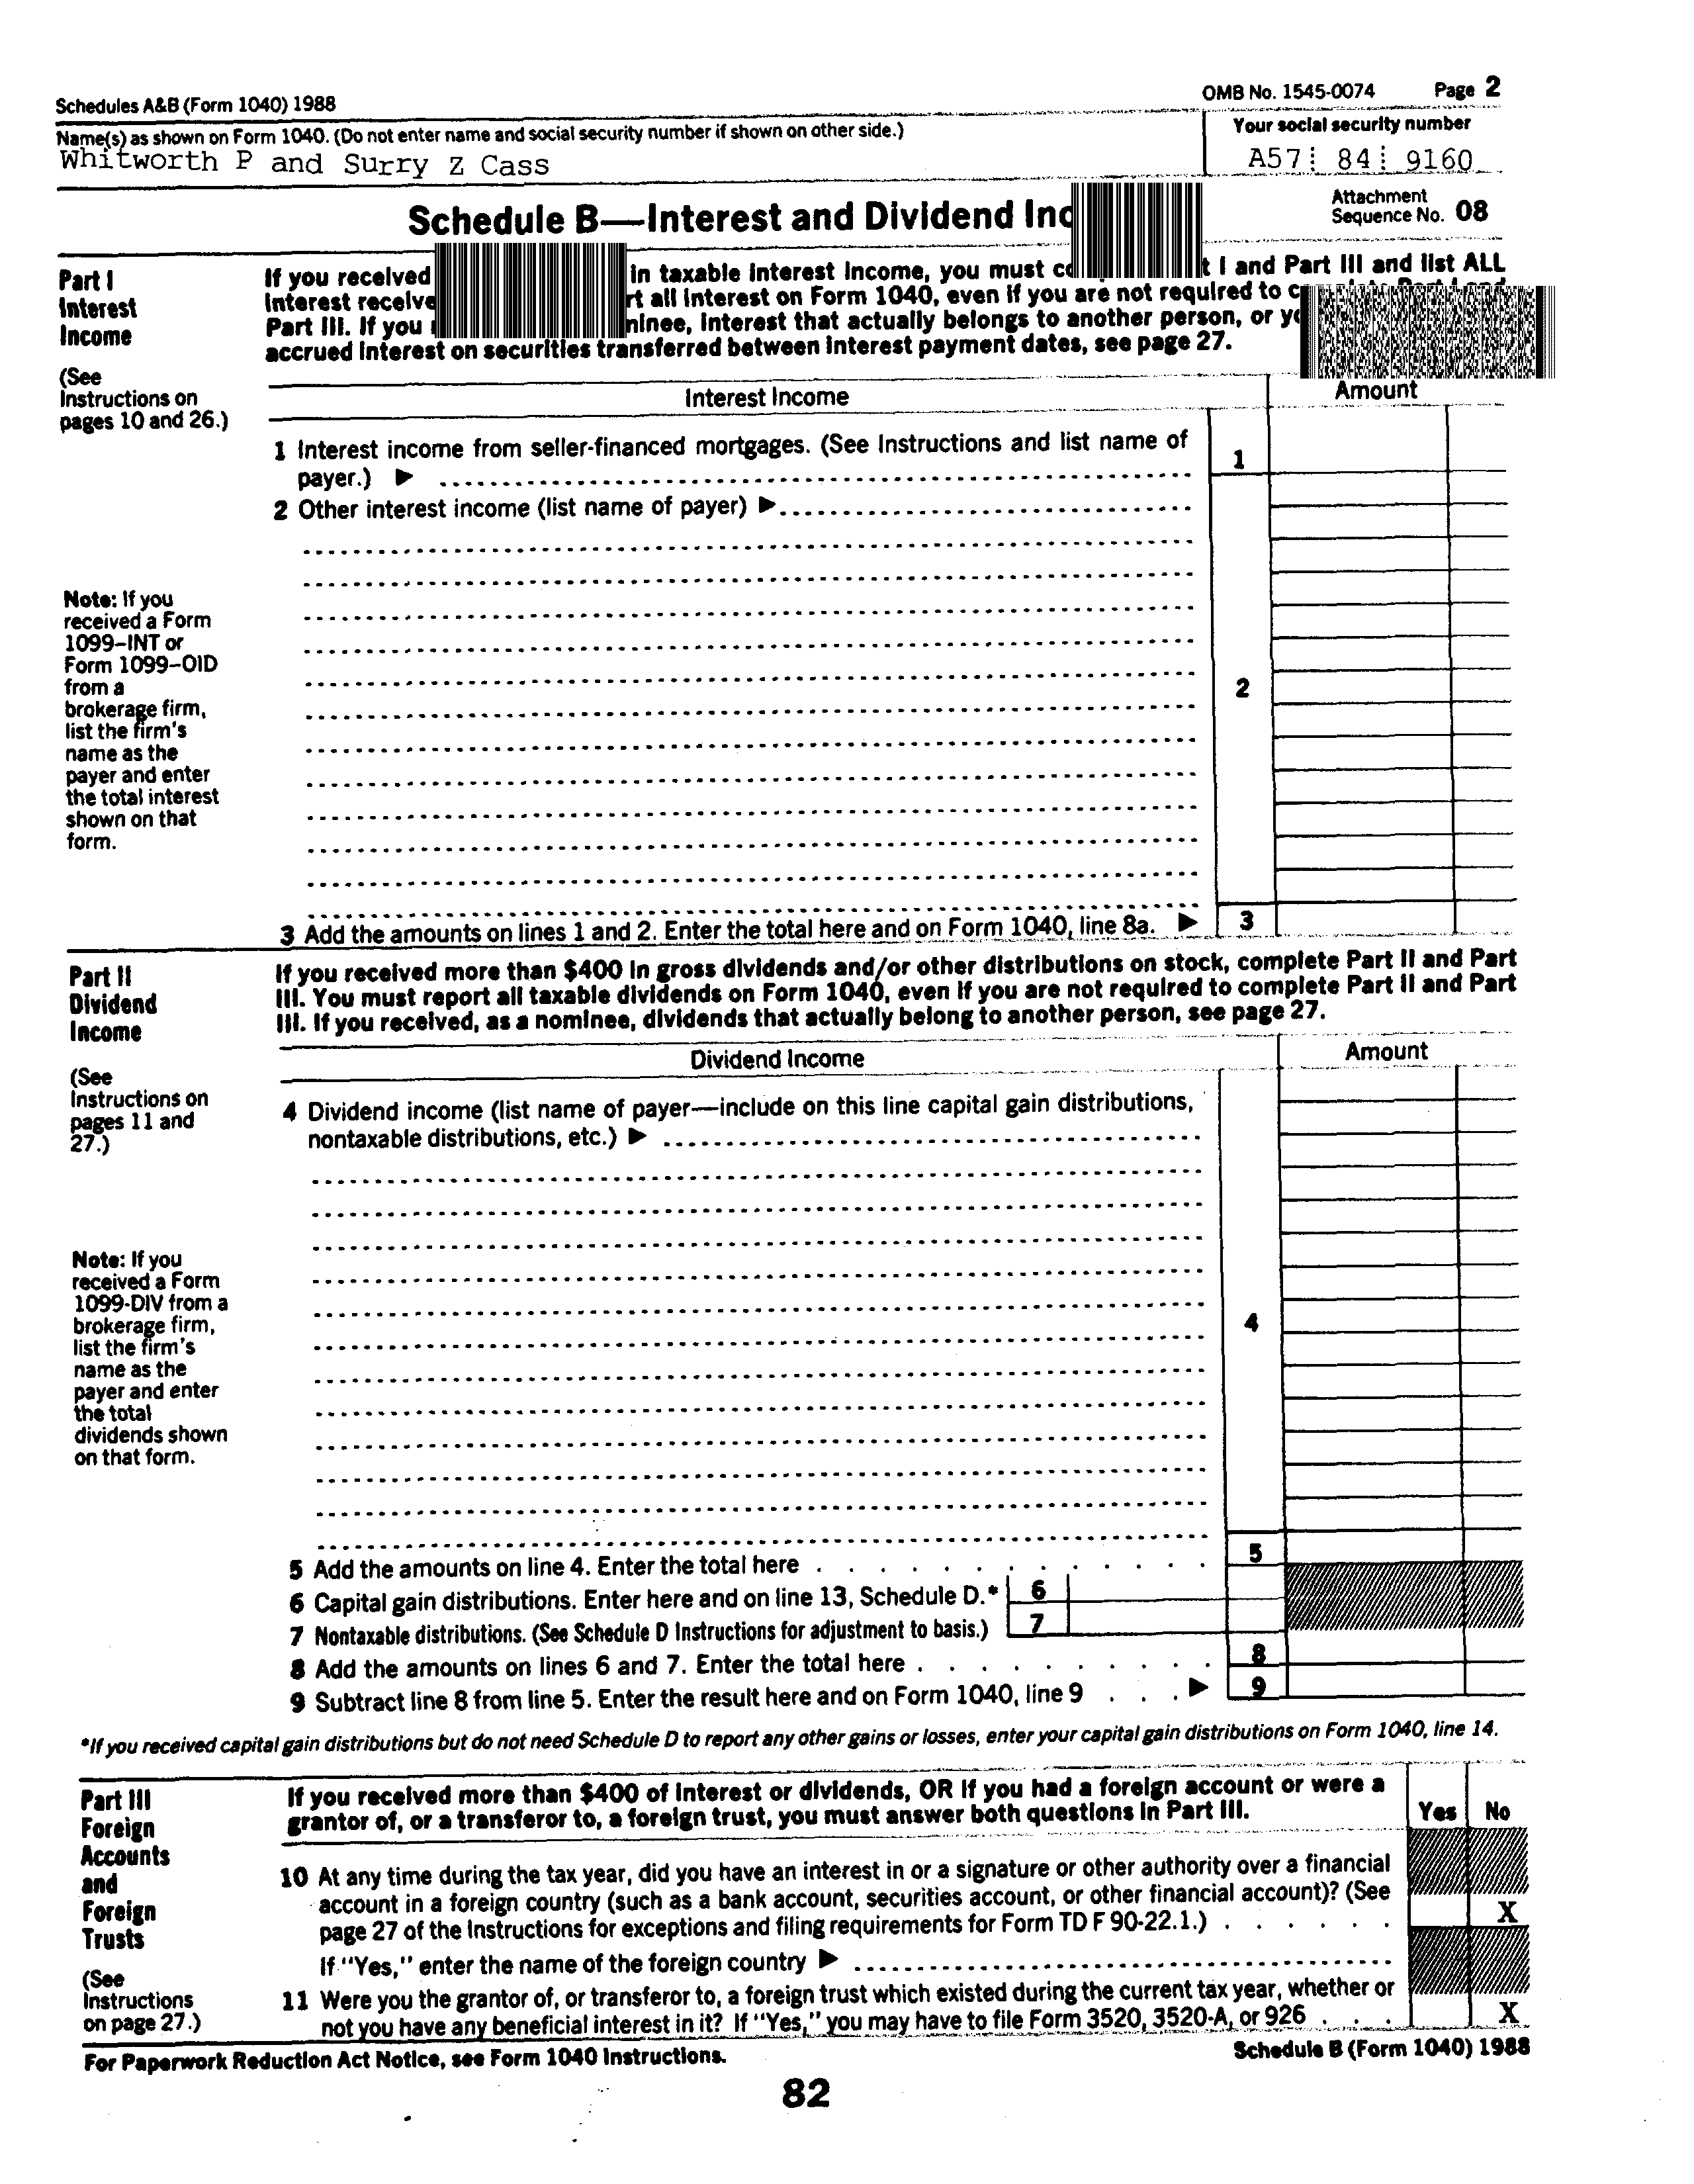 Schedules A&B (Form 1040) 1988
OMB No. 1545-0074 Page 2
Name(s) as shown on Form 1040. (Do not enter name and social security number if shown on other side.)
Your social security number
Whitworth P and Surry Z Cass
A57 84 9160
Schedule B—Interest and Dividend Inc
Attachment
Sequence No. 08
Part I
Interest
Income
(See
Instructions on
pages 10 and 26.)
If you received in taxable interest income, you must t I and Part III and list ALL
interest receive rt all interest on Form 1040, even if you are not required to
Part III. If you ninee, interest that actually belongs to another person, or
accrued interest on securities transferred between interest payment dates, see page 27.
Interest Income
Amount
1 Interest income from seller-financed mortgages. (See Instructions and list name of
payer.) ▶
1
2 Other interest income (list name of payer) ▶
Note: If you
received a Form
1099–INT or
Form 1099–OID
from a
brokerage firm,
list the firm's
name as the
payer and enter
the total interest
shown on that
form.
2
3 Add the amounts on lines 1 and 2. Enter the total here and on Form 1040, line 8a. ▶ 3
Part II
Dividend
Income
(See
Instructions on
pages 11 and
27.)
If you received more than $400 in gross dividends and/or other distributions on stock, complete Part II and Part
III. You must report all taxable dividends on Form 1040, even if you are not required to complete Part II and Part
III. If you received, as a nominee, dividends that actually belong to another person, see page 27.
Dividend Income
Amount
4 Dividend income (list name of payer—include on this line capital gain distributions,
nontaxable distributions, etc.) ▶
Note: If you
received a Form
1099-DIV from a
brokerage firm,
list the firm's
name as the
payer and enter
the total
dividends shown
on that form.
4
5 Add the amounts on line 4. Enter the total here . . . . . . . . . . . . 5
6 Capital gain distributions. Enter here and on line 13, Schedule D.* 6
7 Nontaxable distributions. (See Schedule D Instructions for adjustment to basis.) 7
8 Add the amounts on lines 6 and 7. Enter the total here . . . . . . . . . . 8
9 Subtract line 8 from line 5. Enter the result here and on Form 1040, line 9 . . . ▶ 9
*If you received capital gain distributions but do not need Schedule D to report any other gains or losses, enter your capital gain distributions on Form 1040, line 14.
Part III
Foreign
Accounts
and
Foreign
Trusts
(See
Instructions
on page 27.)
If you received more than $400 of interest or dividends, OR if you had a foreign account or were a
grantor of, or a transferor to, a foreign trust, you must answer both questions in Part III.
Yes No
10 At any time during the tax year, did you have an interest in or a signature or other authority over a financial
account in a foreign country (such as a bank account, securities account, or other financial account)? (See
page 27 of the Instructions for exceptions and filing requirements for Form TD F 90-22.1.) . . . . . . X
If "Yes," enter the name of the foreign country ▶
11 Were you the grantor of, or transferor to, a foreign trust which existed during the current tax year, whether or
not you have any beneficial interest in it? If "Yes," you may have to file Form 3520, 3520-A, or 926 . . . X
For Paperwork Reduction Act Notice, see Form 1040 Instructions.
Schedule B (Form 1040) 1988
82